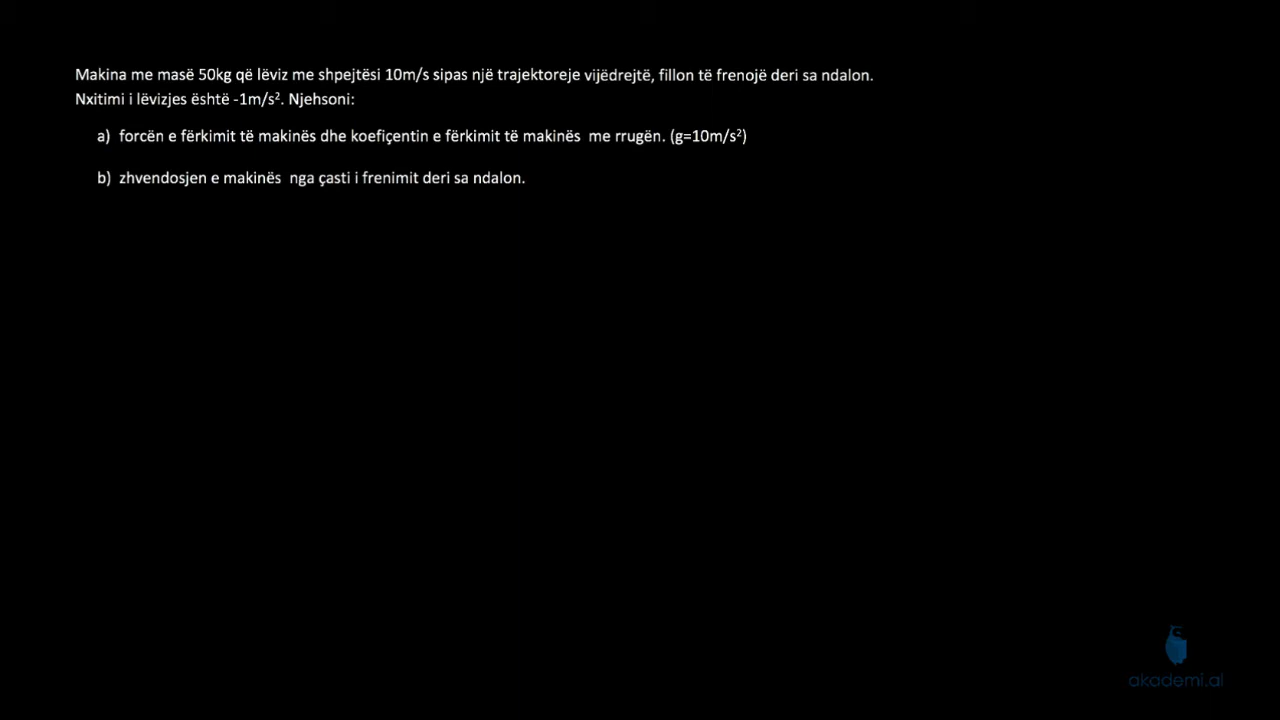 Makina me masë 50kg që lëviz me shpejtësi 10m/s sipas një trajektoreje vijëdrejtë, fillon të frenojë deri sa ndalon.
Nxitimi i lëvizjes është -1m/s². Njehsoni:
a) forcën e fërkimit të makinës dhe koefiçentin e fërkimit të makinës me rrugën. (g=10m/s²)
b) zhvendosjen e makinës nga çasti i frenimit deri sa ndalon.
akademi.al